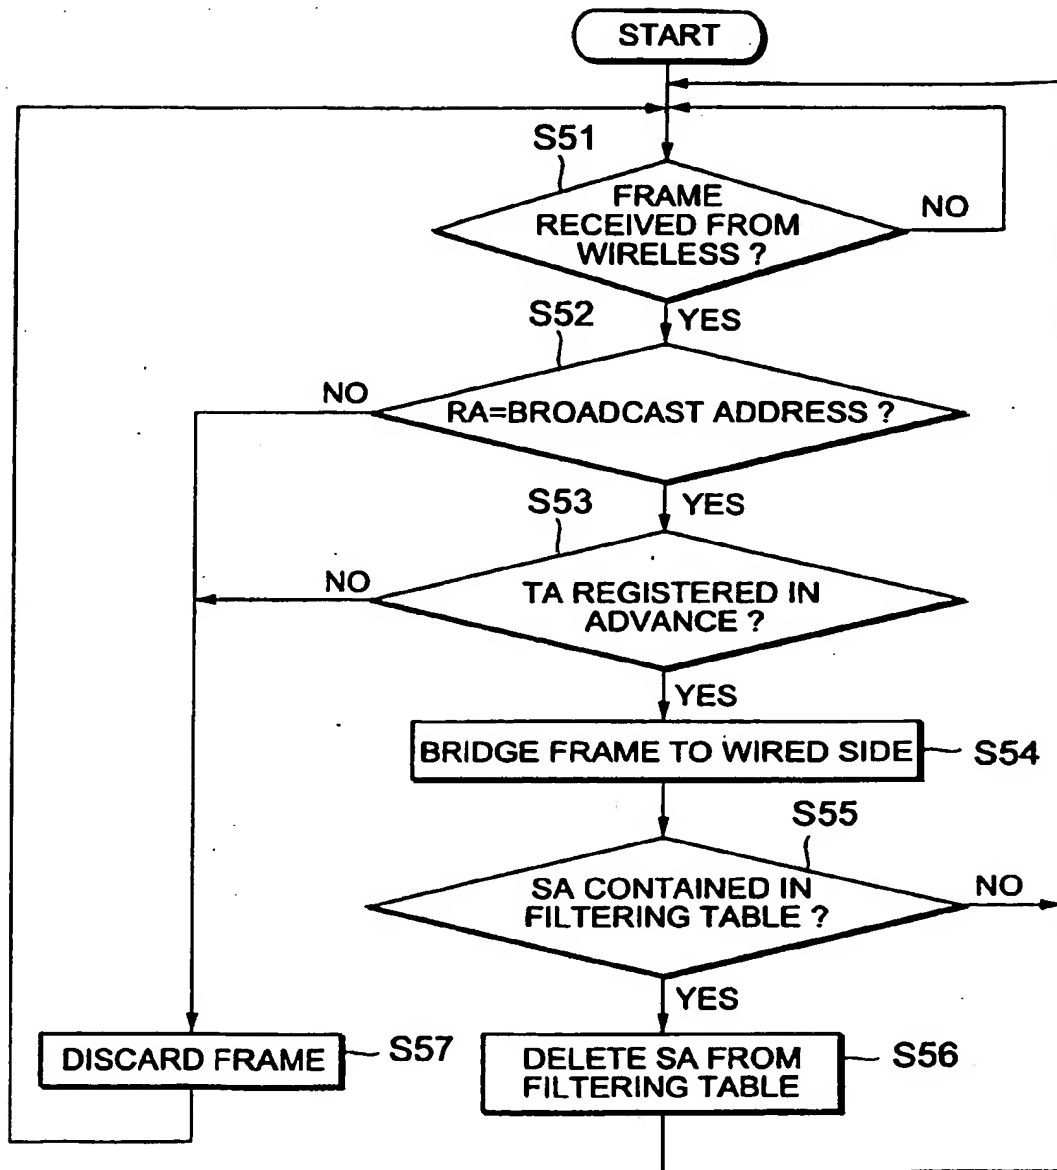 START
S51
FRAME
RECEIVED FROM
WIRELESS ?
NO
YES
S52
NO
RA=BROADCAST ADDRESS ?
YES
S53
NO
TA REGISTERED IN
ADVANCE ?
YES
BRIDGE FRAME TO WIRED SIDE
S54
S55
SA CONTAINED IN
FILTERING TABLE ?
NO
YES
DISCARD FRAME
S57
DELETE SA FROM
FILTERING TABLE
S56